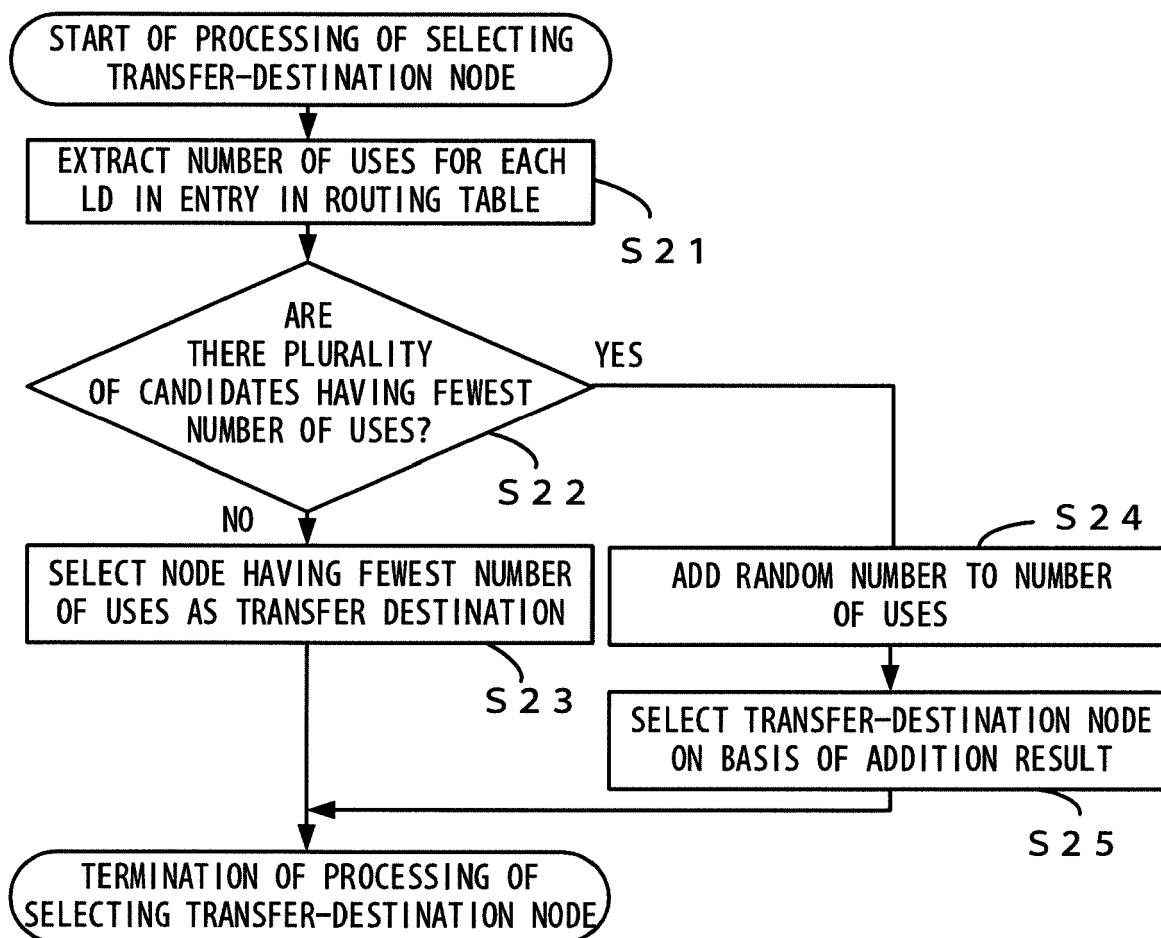 START OF PROCESSING OF SELECTING
TRANSFER-DESTINATION NODE
EXTRACT NUMBER OF USES FOR EACH
LD IN ENTRY IN ROUTING TABLE
S21
ARE
THERE PLURALITY
OF CANDIDATES HAVING FEWEST
NUMBER OF USES?
YES
S22
NO
SELECT NODE HAVING FEWEST NUMBER
OF USES AS TRANSFER DESTINATION
S23
S24
ADD RANDOM NUMBER TO NUMBER
OF USES
SELECT TRANSFER-DESTINATION NODE
ON BASIS OF ADDITION RESULT
S25
TERMINATION OF PROCESSING OF
SELECTING TRANSFER-DESTINATION NODE